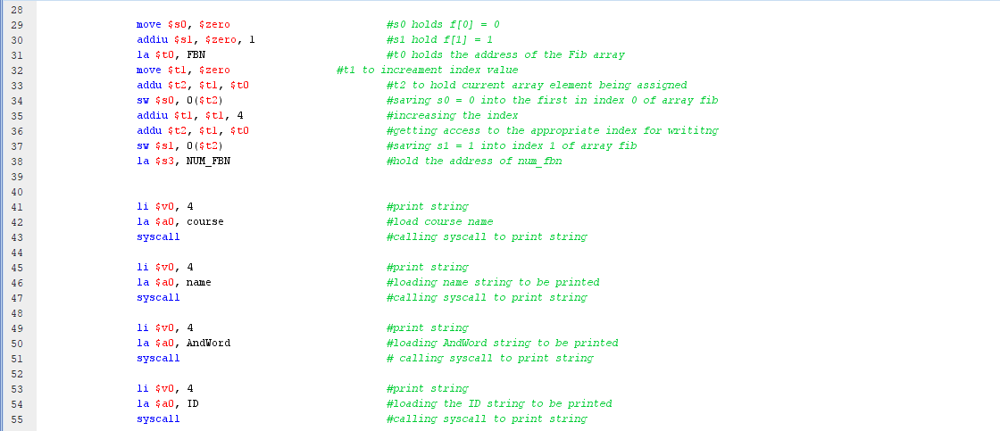 28
29 move $s0, $zero #s0 holds f[0] = 0
30 addiu $s1, $zero, 1 #s1 hold f[1] = 1
31 la $t0, FBN #t0 holds the address of the Fib array
32 move $t1, $zero #t1 to increament index value
33 addu $t2, $t1, $t0 #t2 to hold current array element being assigned
34 sw $s0, 0($t2) #saving s0 = 0 into the first in index 0 of array fib
35 addiu $t1, $t1, 4 #increasing the index
36 addu $t2, $t1, $t0 #getting access to the appropriate index for writitng
37 sw $s1, 0($t2) #saving s1 = 1 into index 1 of array fib
38 la $s3, NUM_FBN #hold the address of num_fbn
39
40
41 li $v0, 4 #print string
42 la $a0, course #load course name
43 syscall #calling syscall to print string
44
45 li $v0, 4 #print string
46 la $a0, name #loading name string to be printed
47 syscall #calling syscall to print string
48
49 li $v0, 4 #print string
50 la $a0, AndWord #loading AndWord string to be printed
51 syscall # calling syscall to print string
52
53 li $v0, 4 #print string
54 la $a0, ID #loading the ID string to be printed
55 syscall #calling syscall to print string